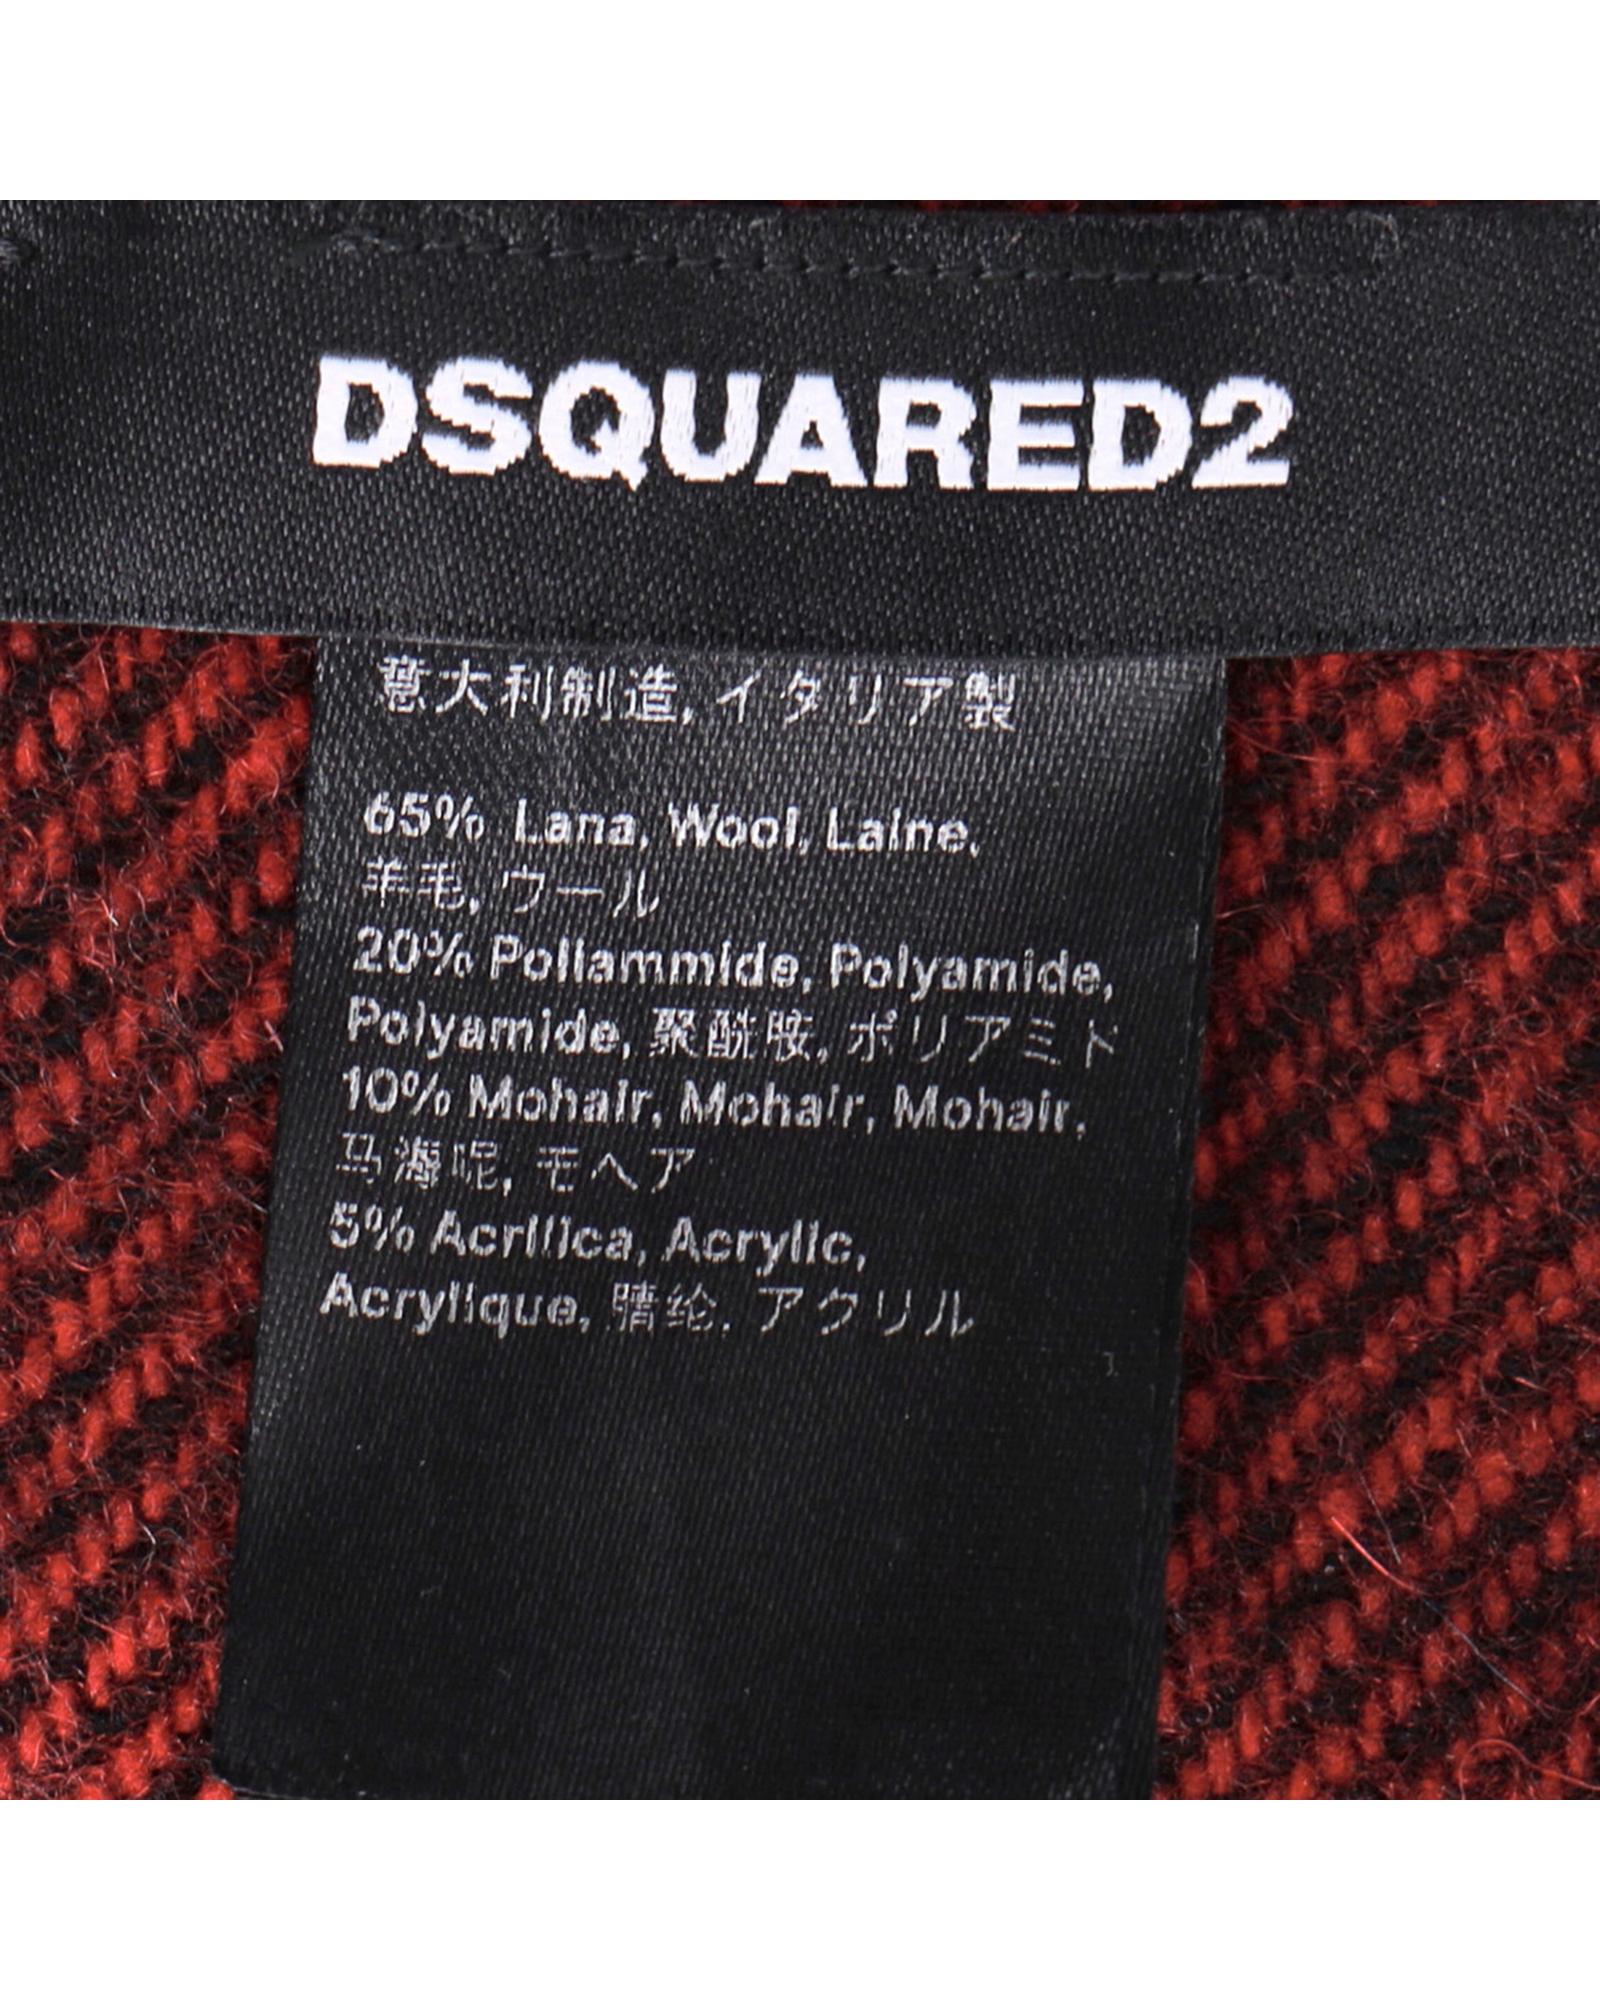 DSQUARED2
意大利制造, イタリア製
65% Lana, Wool, Laine,
羊毛, ウール
20% Poliammide, Polyamide,
Polyamide, 聚酰胺, ポリアミド
10% Mohair, Mohair, Mohair,
马海呢, モヘア
5% Acrilica, Acrylic,
Acrylique, 腈纶, アクリル